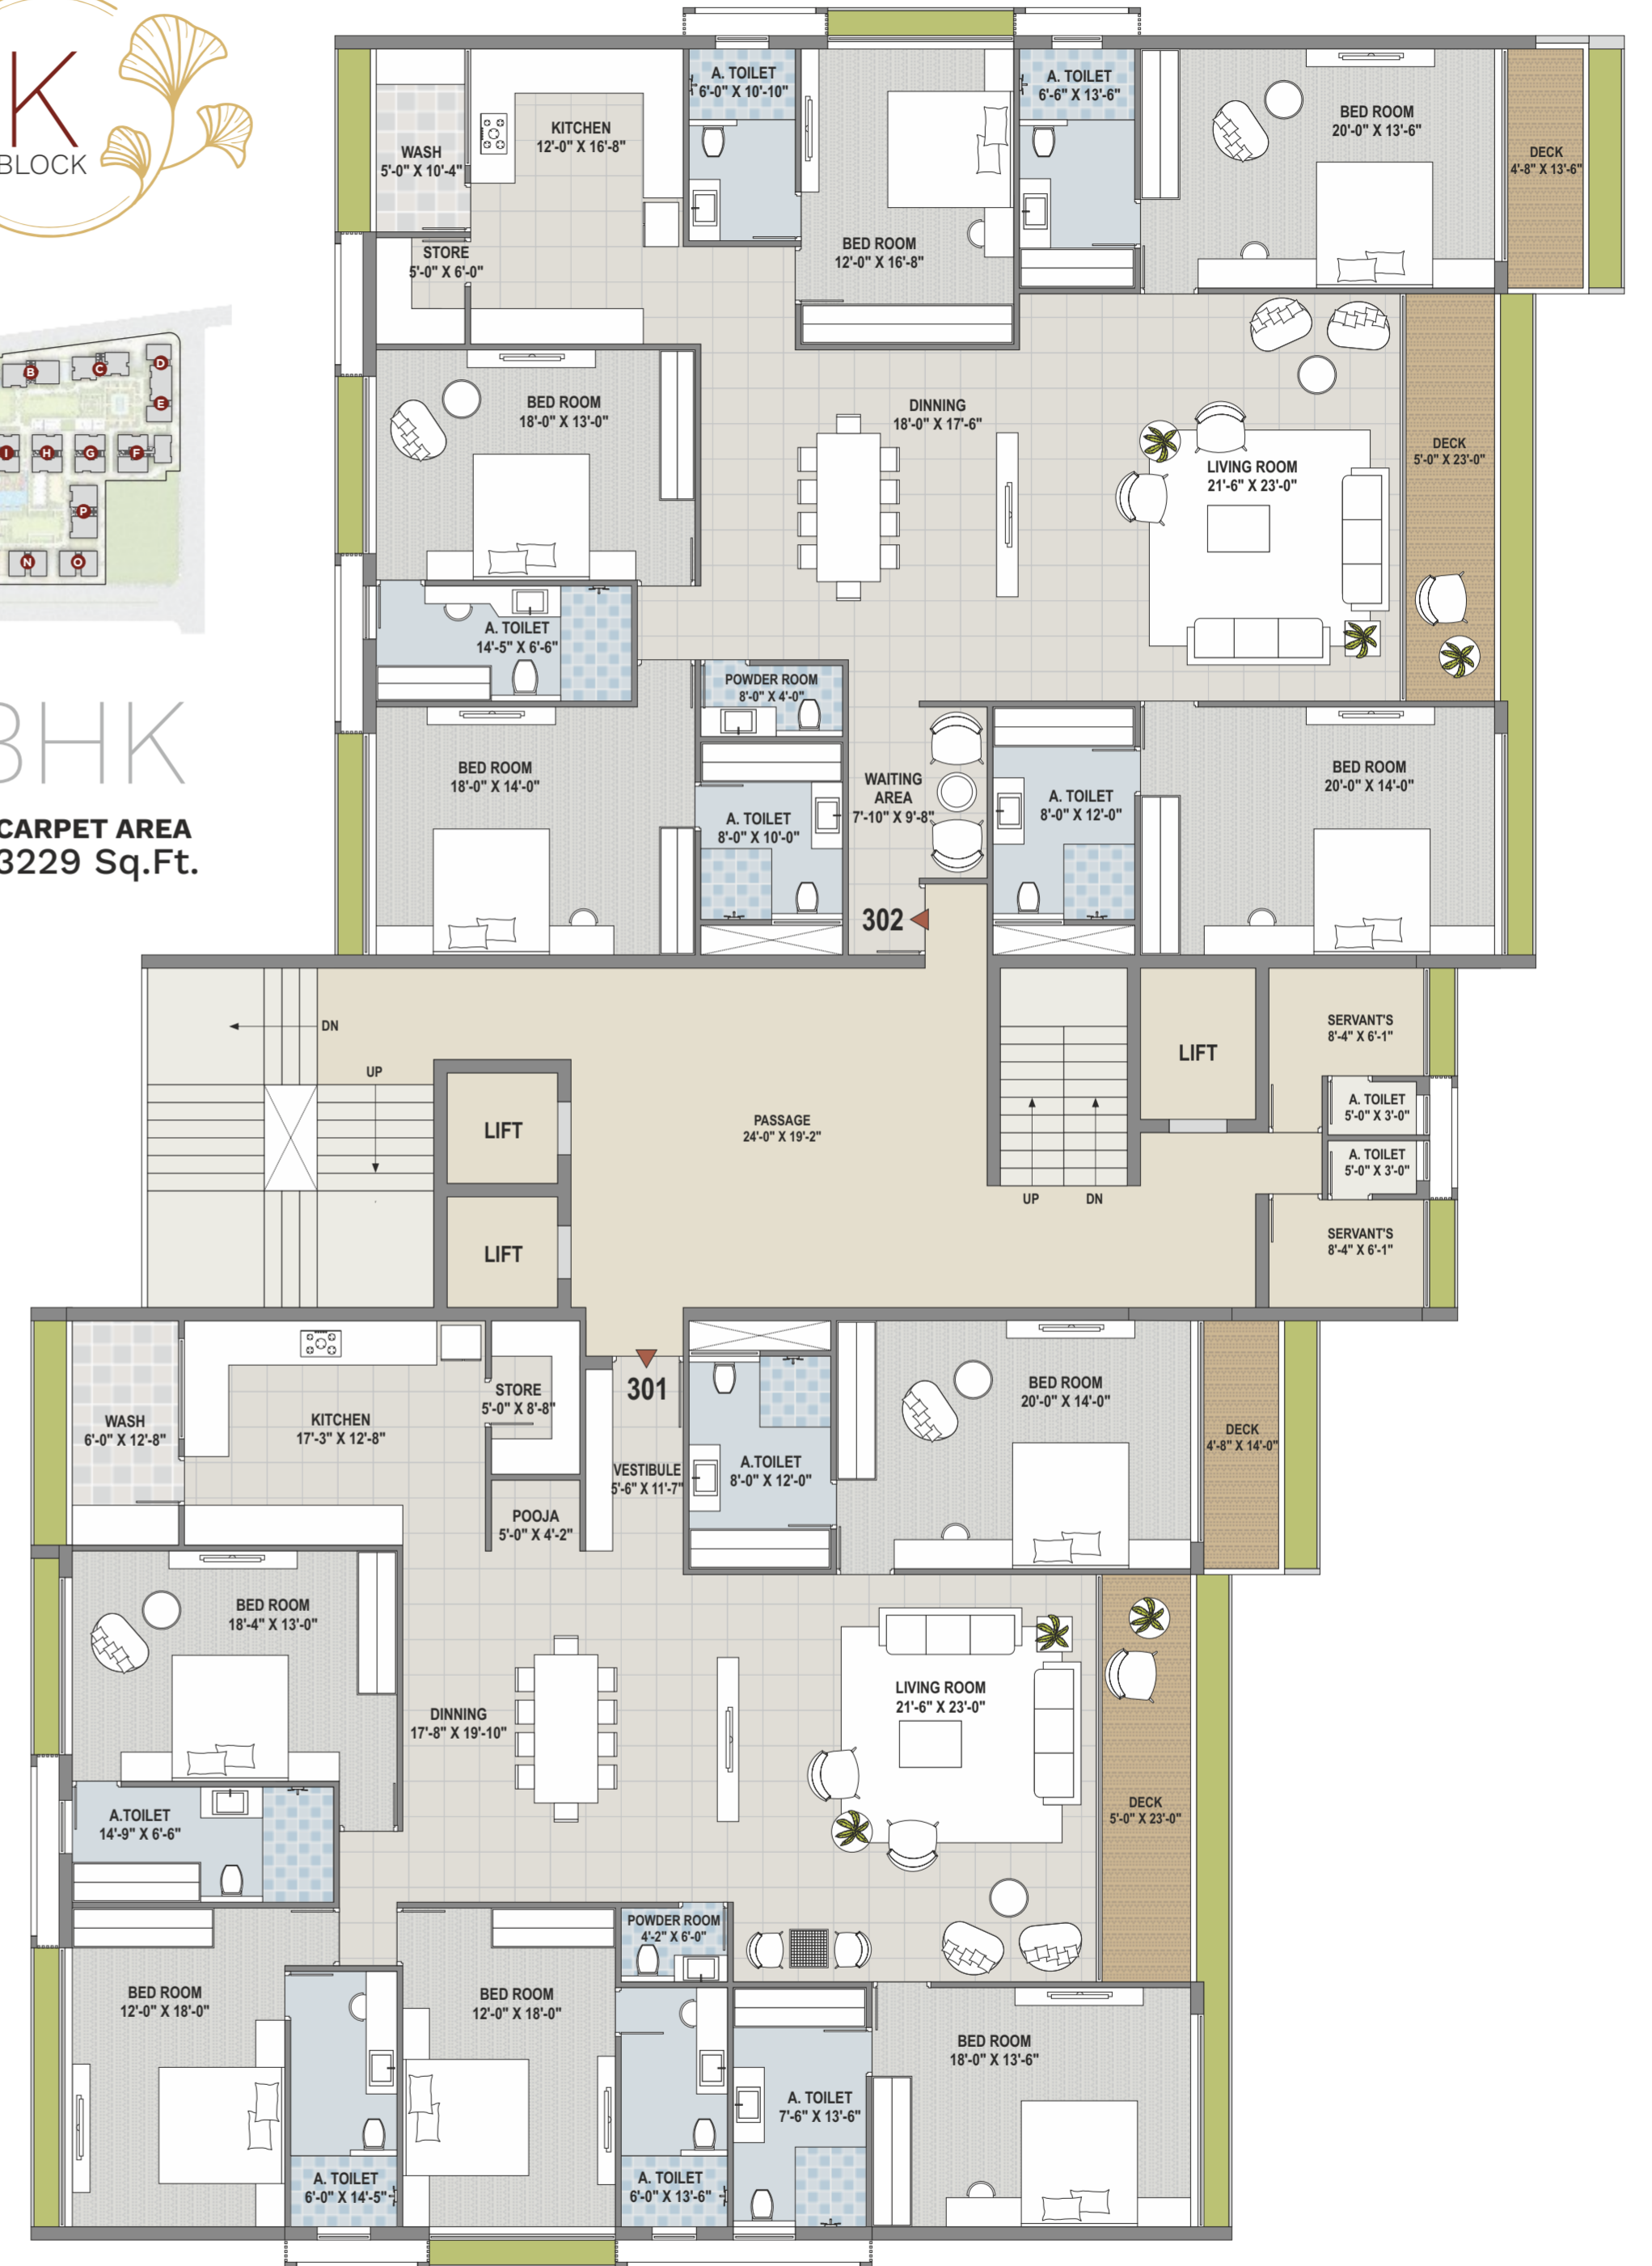 K
BLOCK
B
C
D
E
I
H
G
F
P
N
O
BHK
CARPET AREA
3229 Sq.Ft.
WASH
5'-0" X 10'-4"
KITCHEN
12'-0" X 16'-8"
A. TOILET
6'-0" X 10'-10"
BED ROOM
12'-0" X 16'-8"
A. TOILET
6'-6" X 13'-6"
BED ROOM
20'-0" X 13'-6"
DECK
4'-8" X 13'-6"
STORE
5'-0" X 6'-0"
BED ROOM
18'-0" X 13'-0"
DINNING
18'-0" X 17'-6"
LIVING ROOM
21'-6" X 23'-0"
DECK
5'-0" X 23'-0"
A. TOILET
14'-5" X 6'-6"
POWDER ROOM
8'-0" X 4'-0"
BED ROOM
18'-0" X 14'-0"
A. TOILET
8'-0" X 10'-0"
WAITING
AREA
7'-10" X 9'-8"
A. TOILET
8'-0" X 12'-0"
BED ROOM
20'-0" X 14'-0"
302
DN
UP
LIFT
LIFT
PASSAGE
24'-0" X 19'-2"
UP
DN
LIFT
SERVANT'S
8'-4" X 6'-1"
A. TOILET
5'-0" X 3'-0"
A. TOILET
5'-0" X 3'-0"
SERVANT'S
8'-4" X 6'-1"
WASH
6'-0" X 12'-8"
KITCHEN
17'-3" X 12'-8"
STORE
5'-0" X 8'-8"
POOJA
5'-0" X 4'-2"
301
VESTIBULE
5'-6" X 11'-7"
A.TOILET
8'-0" X 12'-0"
BED ROOM
20'-0" X 14'-0"
DECK
4'-8" X 14'-0"
BED ROOM
18'-4" X 13'-0"
DINNING
17'-8" X 19'-10"
LIVING ROOM
21'-6" X 23'-0"
DECK
5'-0" X 23'-0"
A.TOILET
14'-9" X 6'-6"
POWDER ROOM
4'-2" X 6'-0"
BED ROOM
12'-0" X 18'-0"
BED ROOM
12'-0" X 18'-0"
BED ROOM
18'-0" X 13'-6"
A. TOILET
6'-0" X 14'-5"
A. TOILET
6'-0" X 13'-6"
A. TOILET
7'-6" X 13'-6"